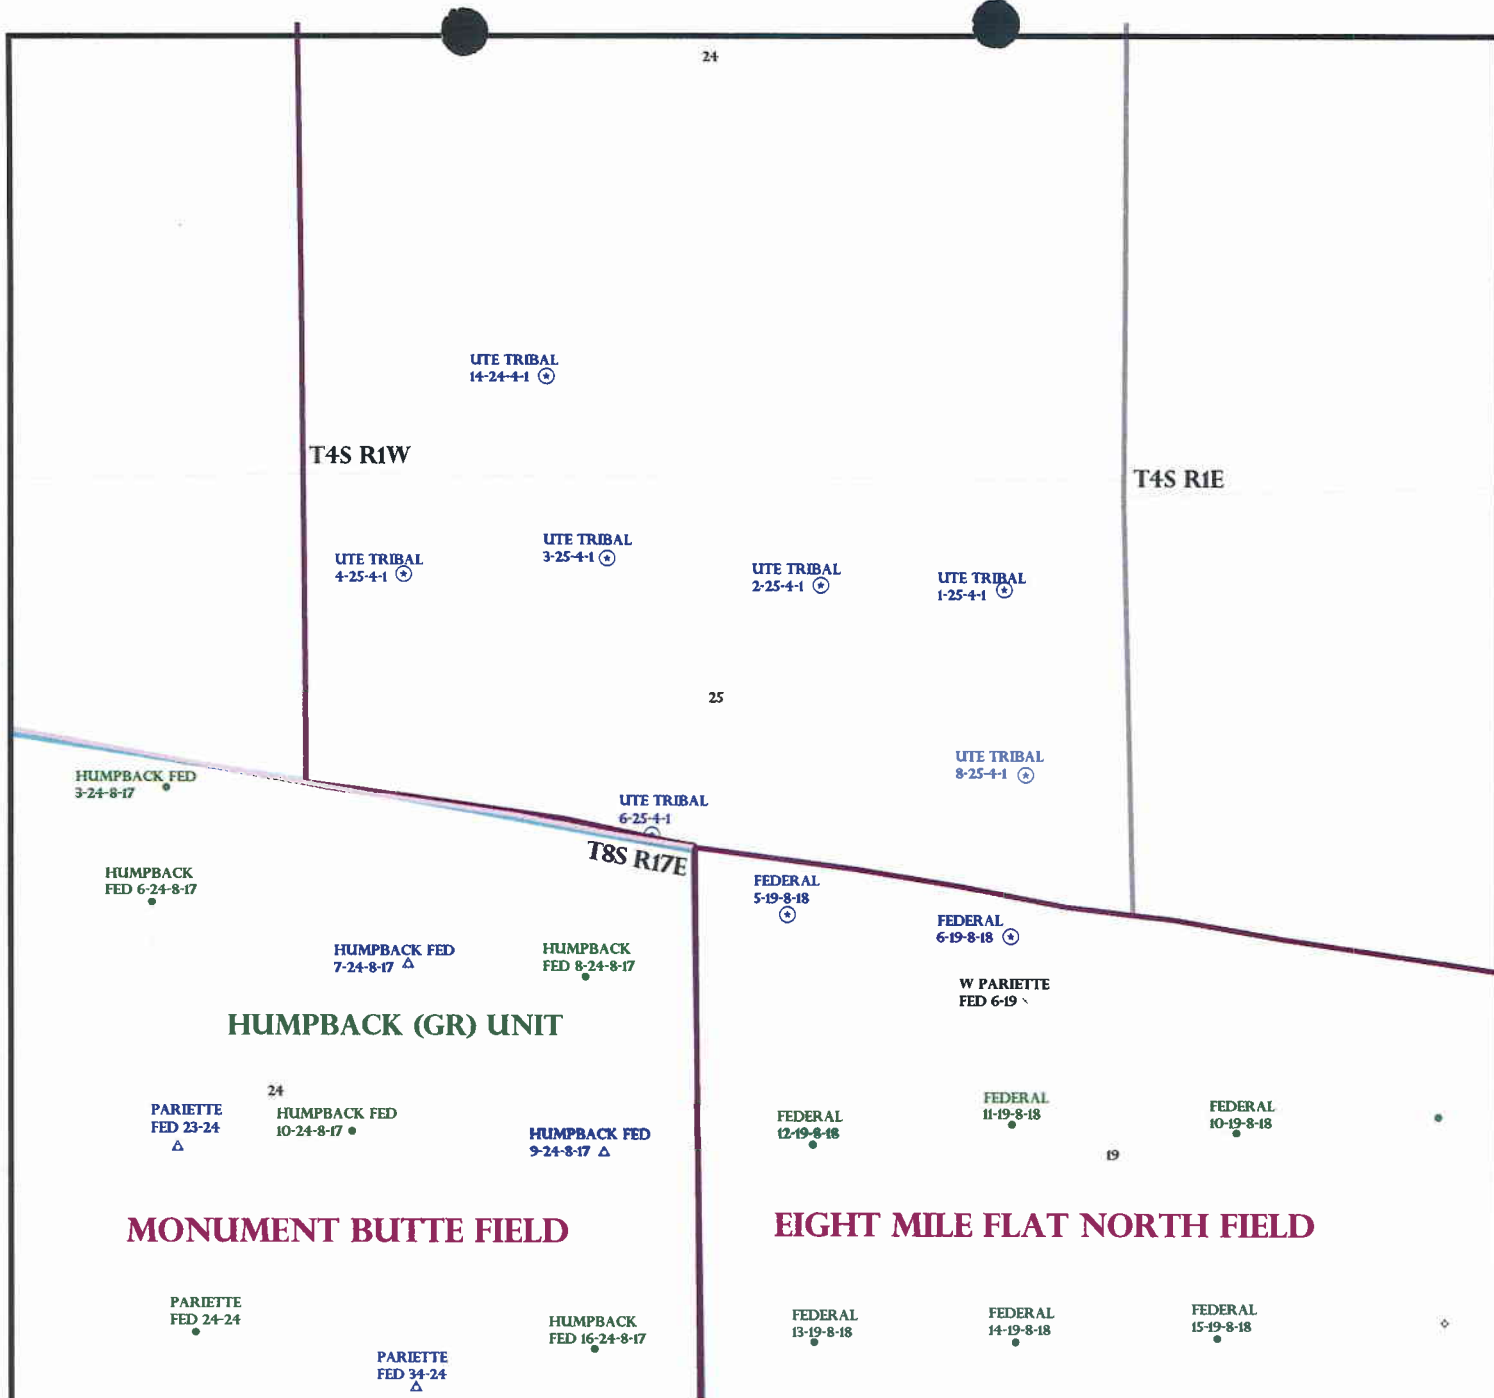 24
UTE TRIBAL
14-24-4-1
T4S R1W
T4S R1E
UTE TRIBAL
4-25-4-1
UTE TRIBAL
3-25-4-1
UTE TRIBAL
2-25-4-1
UTE TRIBAL
1-25-4-1
25
UTE TRIBAL
8-25-4-1
HUMPBACK FED
3-24-8-17
UTE TRIBAL
6-25-4-1
T8S R17E
HUMPBACK
FED 6-24-8-17
FEDERAL
5-19-8-18
FEDERAL
6-19-8-18
HUMPBACK FED
7-24-8-17
HUMPBACK
FED 8-24-8-17
W PARIETTE
FED 6-19
HUMPBACK (GR) UNIT
24
PARIETTE
FED 23-24
HUMPBACK FED
10-24-8-17
HUMPBACK FED
9-24-8-17
FEDERAL
12-19-8-18
FEDERAL
11-19-8-18
FEDERAL
10-19-8-18
19
MONUMENT BUTTE FIELD
EIGHT MILE FLAT NORTH FIELD
PARIETTE
FED 24-24
HUMPBACK
FED 16-24-8-17
FEDERAL
13-19-8-18
FEDERAL
14-19-8-18
FEDERAL
15-19-8-18
PARIETTE
FED 34-24